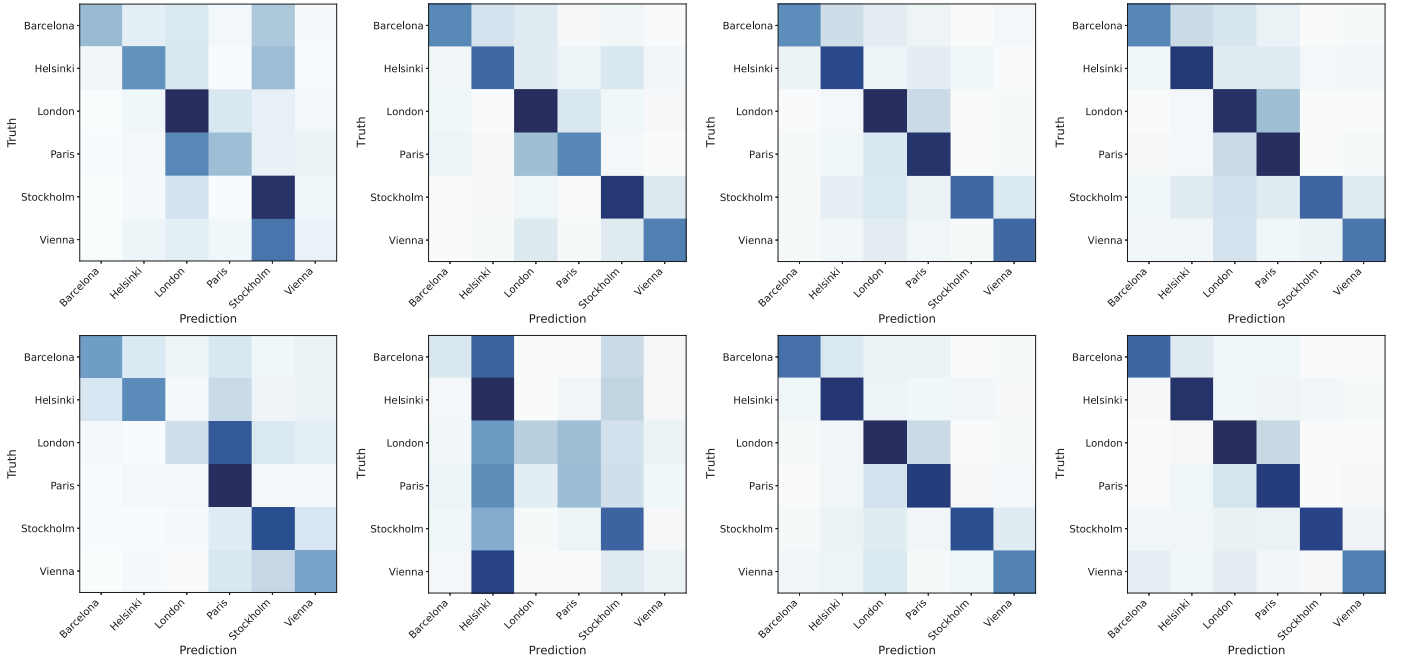 Barcelona
Helsinki
London
Paris
Stockholm
Vienna
Truth
Barcelona
Helsinki
London
Paris
Stockholm
Vienna
Prediction
Barcelona
Helsinki
London
Paris
Stockholm
Vienna
Truth
Barcelona
Helsinki
London
Paris
Stockholm
Vienna
Prediction
Barcelona
Helsinki
London
Paris
Stockholm
Vienna
Truth
Barcelona
Helsinki
London
Paris
Stockholm
Vienna
Prediction
Barcelona
Helsinki
London
Paris
Stockholm
Vienna
Truth
Barcelona
Helsinki
London
Paris
Stockholm
Vienna
Prediction
Barcelona
Helsinki
London
Paris
Stockholm
Vienna
Truth
Barcelona
Helsinki
London
Paris
Stockholm
Vienna
Prediction
Barcelona
Helsinki
London
Paris
Stockholm
Vienna
Truth
Barcelona
Helsinki
London
Paris
Stockholm
Vienna
Prediction
Barcelona
Helsinki
London
Paris
Stockholm
Vienna
Truth
Barcelona
Helsinki
London
Paris
Stockholm
Vienna
Prediction
Barcelona
Helsinki
London
Paris
Stockholm
Vienna
Truth
Barcelona
Helsinki
London
Paris
Stockholm
Vienna
Prediction